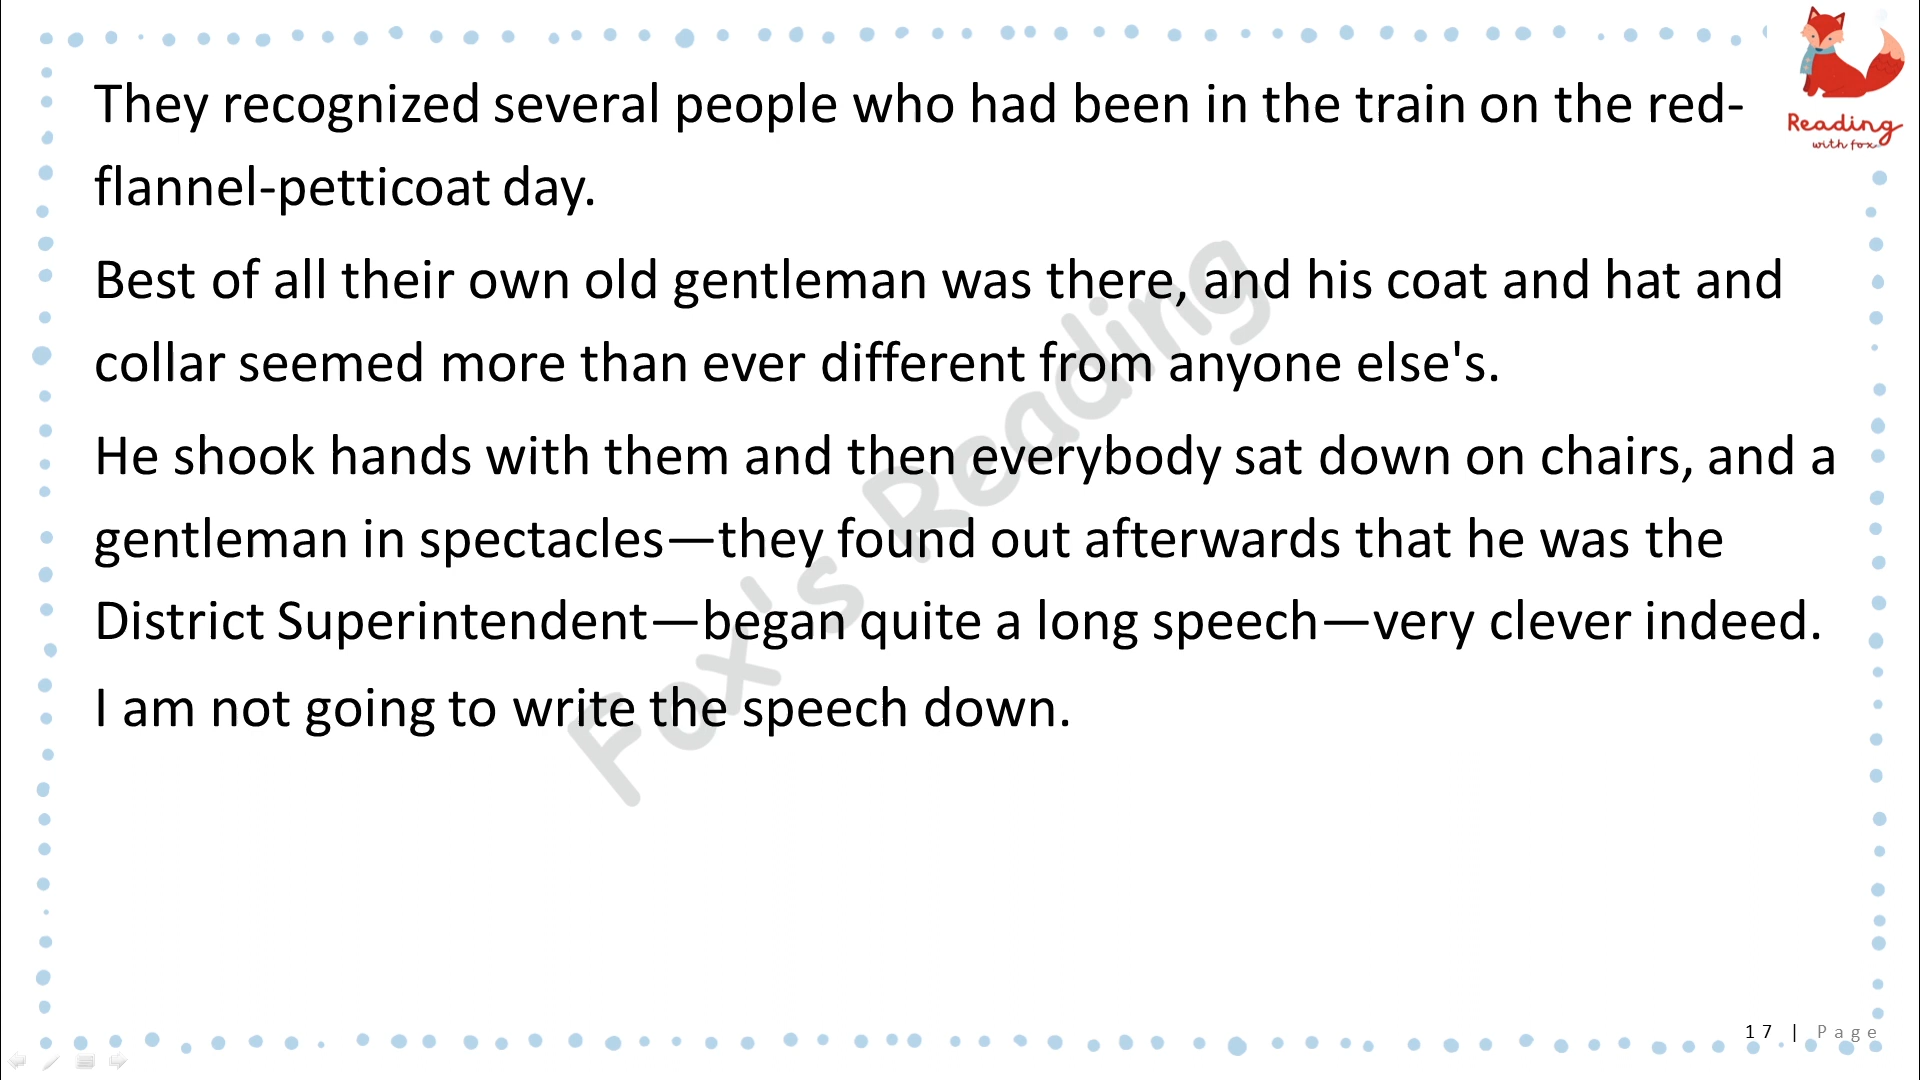 They recognized several people who had been in the train on the red-
flannel-petticoat day.
Best of all their own old gentleman was there, and his coat and hat and
collar seemed more than ever different from anyone else's.
He shook hands with them and then everybody sat down on chairs, and a
gentleman in spectacles—they found out afterwards that he was the
District Superintendent—began quite a long speech—very clever indeed.
I am not going to write the speech down.
Reading
with fox
Fox's Reading
17 | Page